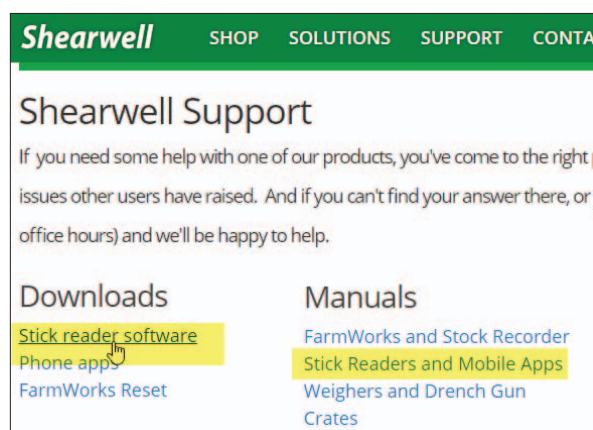 Shearwell SHOP SOLUTIONS SUPPORT CONTA
Shearwell Support
If you need some help with one of our products, you've come to the right
issues other users have raised. And if you can't find your answer there, or
office hours) and we'll be happy to help.
Downloads
Stick reader software
Phone apps
FarmWorks Reset
Manuals
FarmWorks and Stock Recorder
Stick Readers and Mobile Apps
Weighers and Drench Gun
Crates